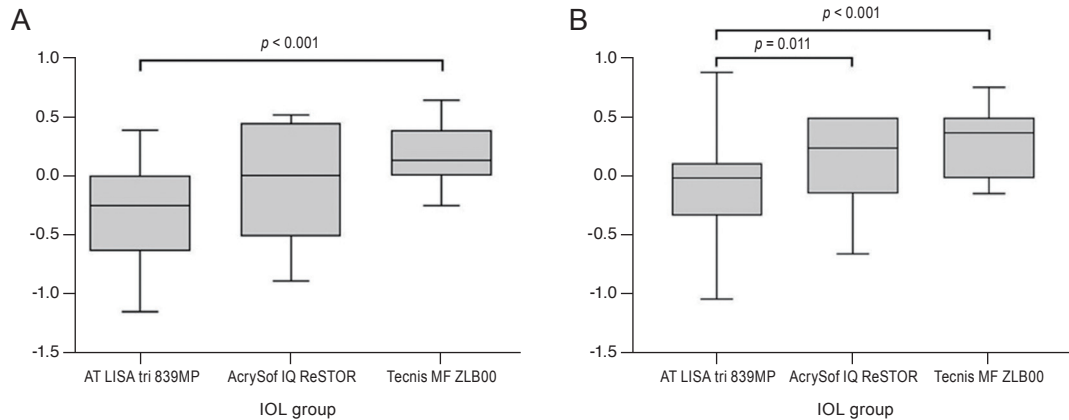 A
p < 0.001
1.0
0.5
0.0
-0.5
-1.0
-1.5
AT LISA tri 839MP
AcrySof IQ ReSTOR
Tecnis MF ZLB00
IOL group
B
p < 0.001
p = 0.011
1.0
0.5
0.0
-0.5
-1.0
-1.5
AT LISA tri 839MP
AcrySof IQ ReSTOR
Tecnis MF ZLB00
IOL group